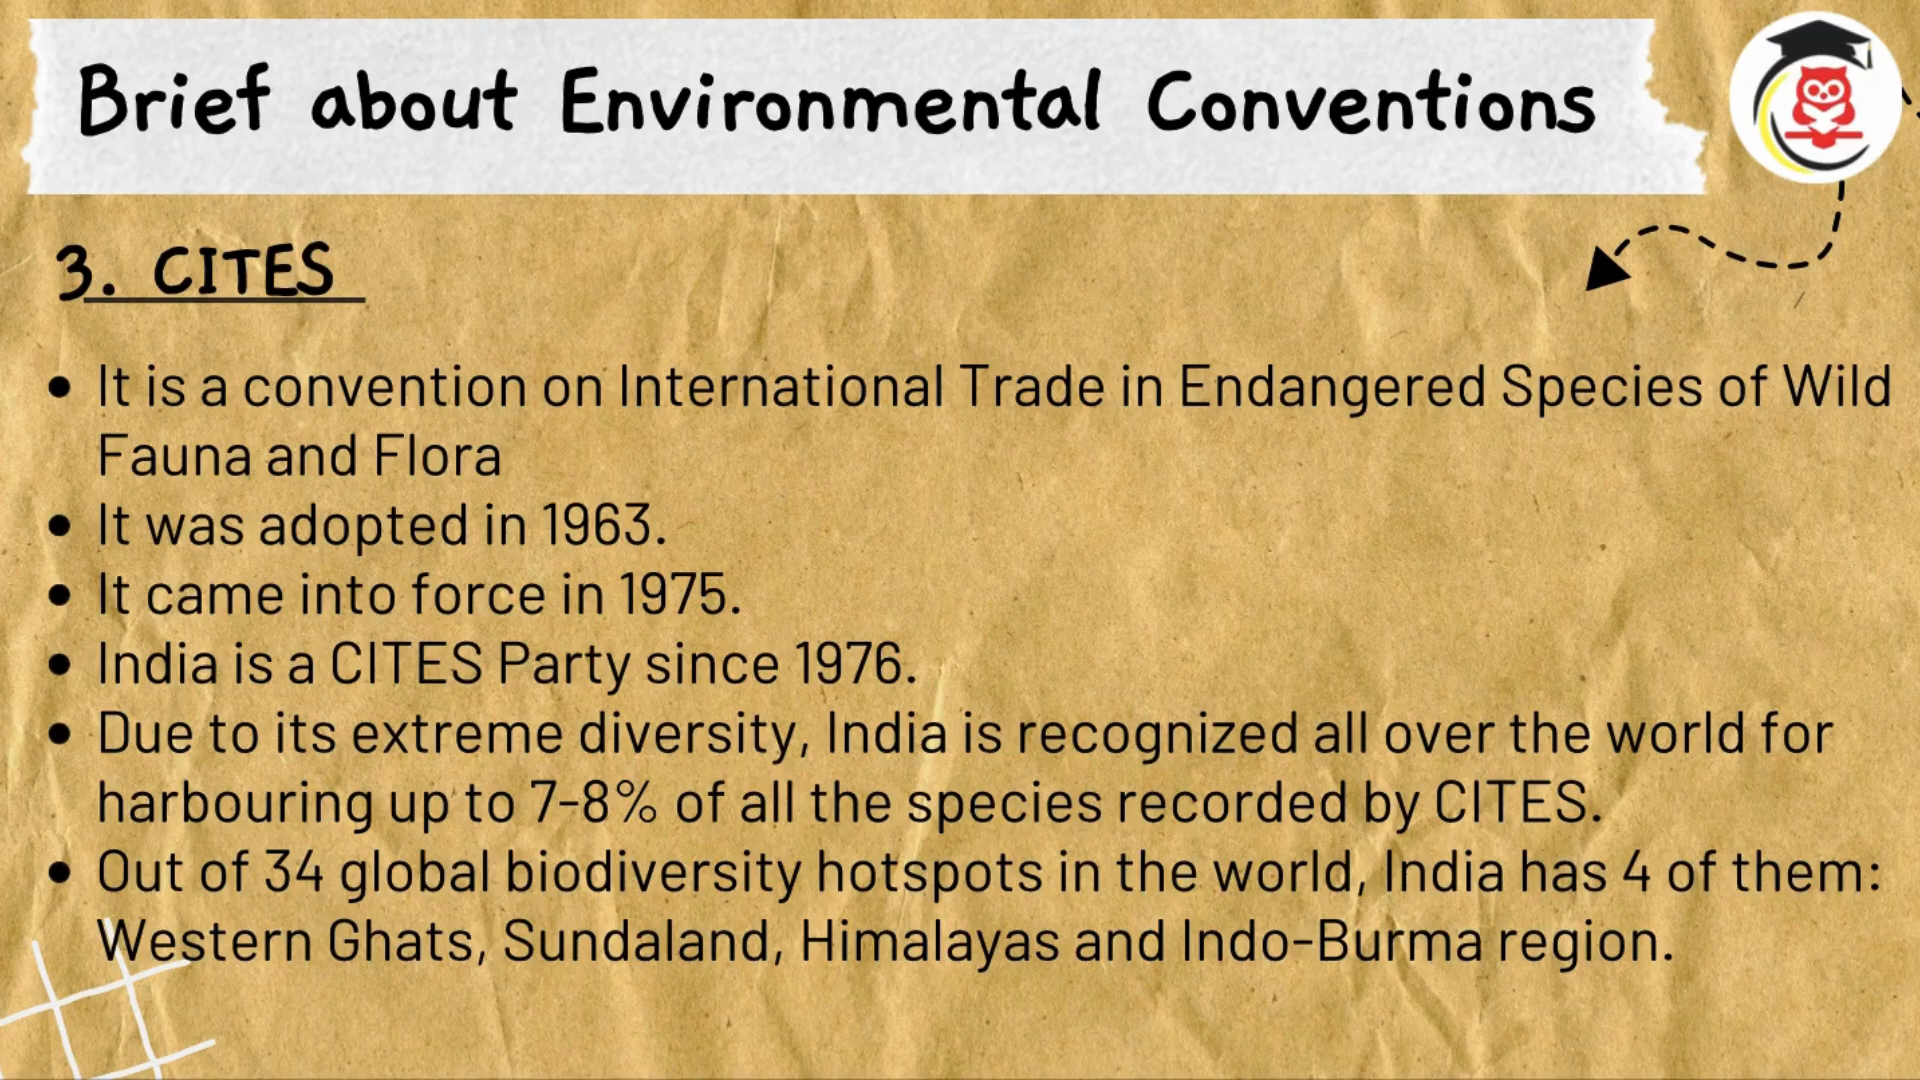 Brief about Environmental Conventions
3. CITES
• It is a convention on International Trade in Endangered Species of Wild
Fauna and Flora
• It was adopted in 1963.
• It came into force in 1975.
• India is a CITES Party since 1976.
• Due to its extreme diversity, India is recognized all over the world for
harbouring up to 7-8% of all the species recorded by CITES.
• Out of 34 global biodiversity hotspots in the world, India has 4 of them:
Western Ghats, Sundaland, Himalayas and Indo-Burma region.